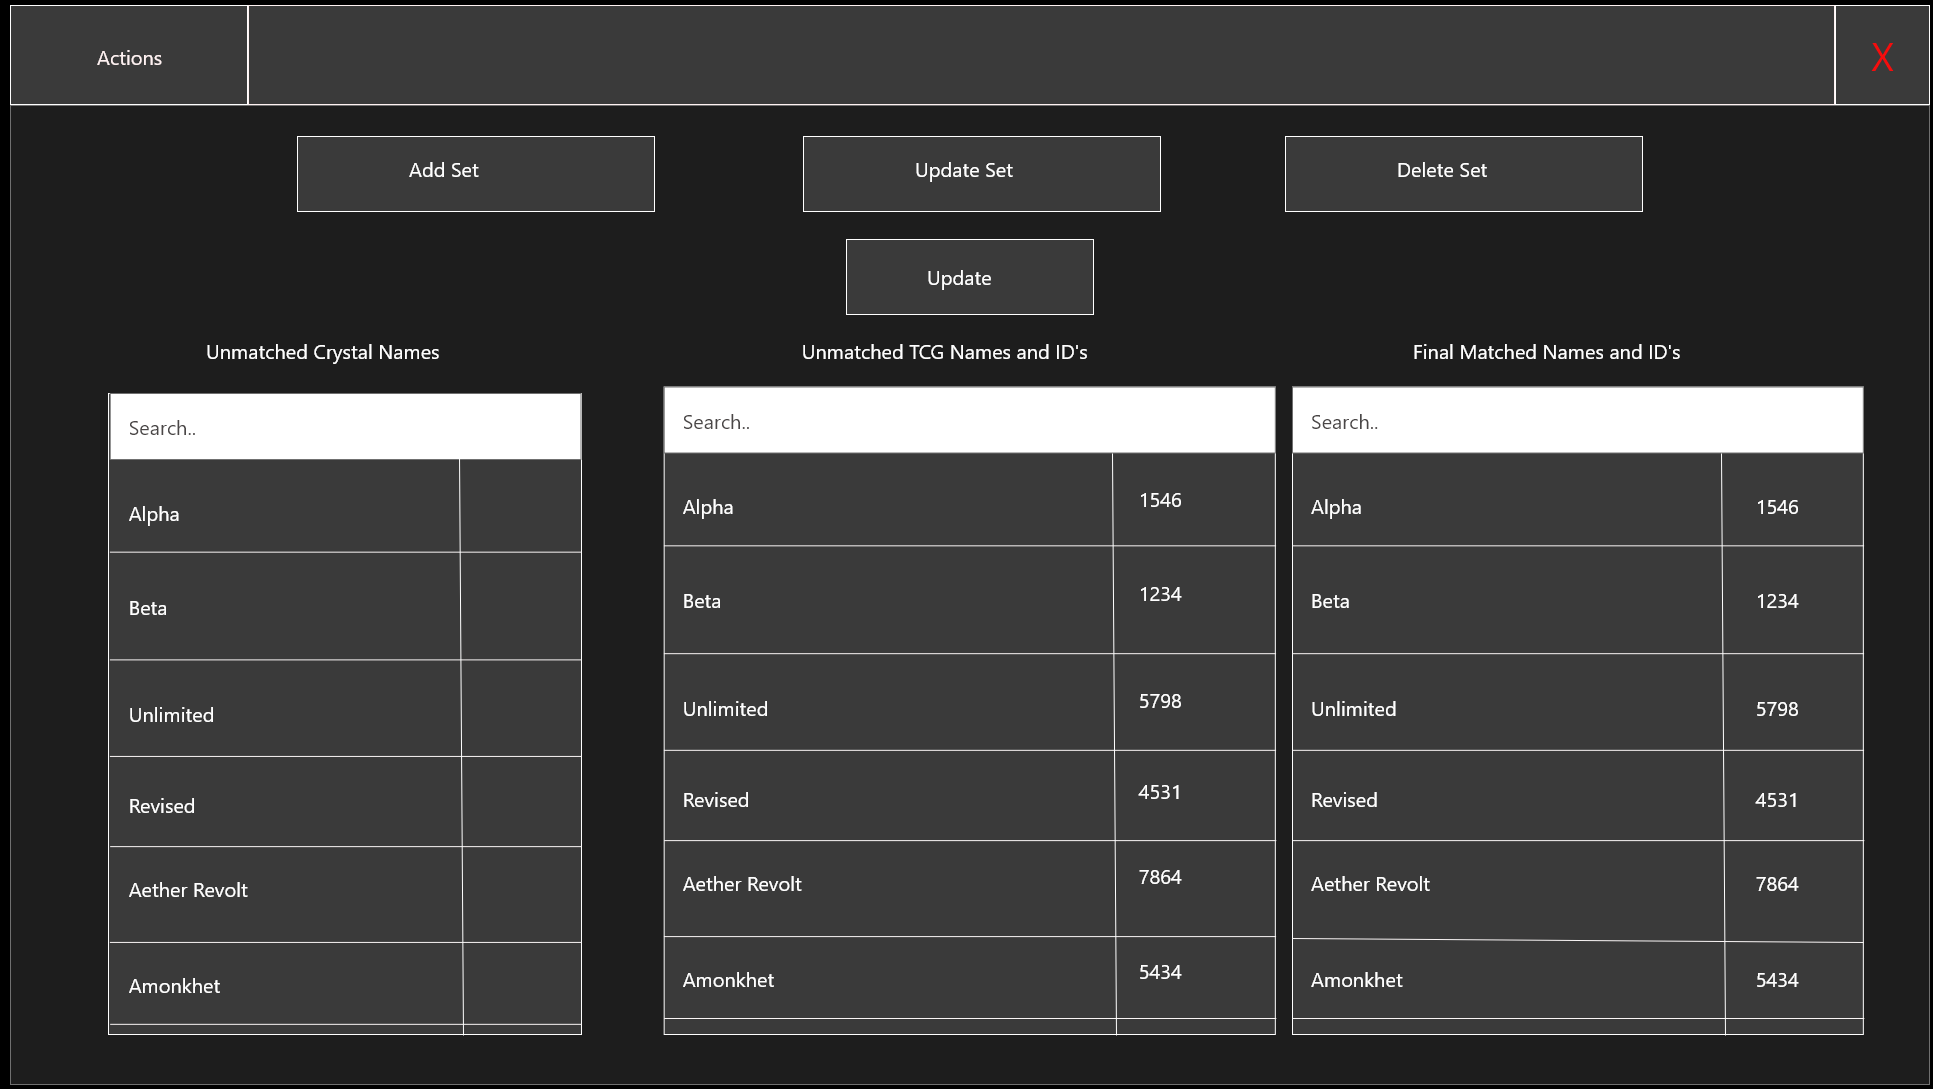 Actions
X
Add Set
Update Set
Delete Set
Update
Unmatched Crystal Names
Unmatched TCG Names and ID's
Final Matched Names and ID's
Search..
Alpha
Beta
Unlimited
Revised
Aether Revolt
Amonkhet
Search..
Alpha 1546
Beta 1234
Unlimited 5798
Revised 4531
Aether Revolt 7864
Amonkhet 5434
Search..
Alpha 1546
Beta 1234
Unlimited 5798
Revised 4531
Aether Revolt 7864
Amonkhet 5434